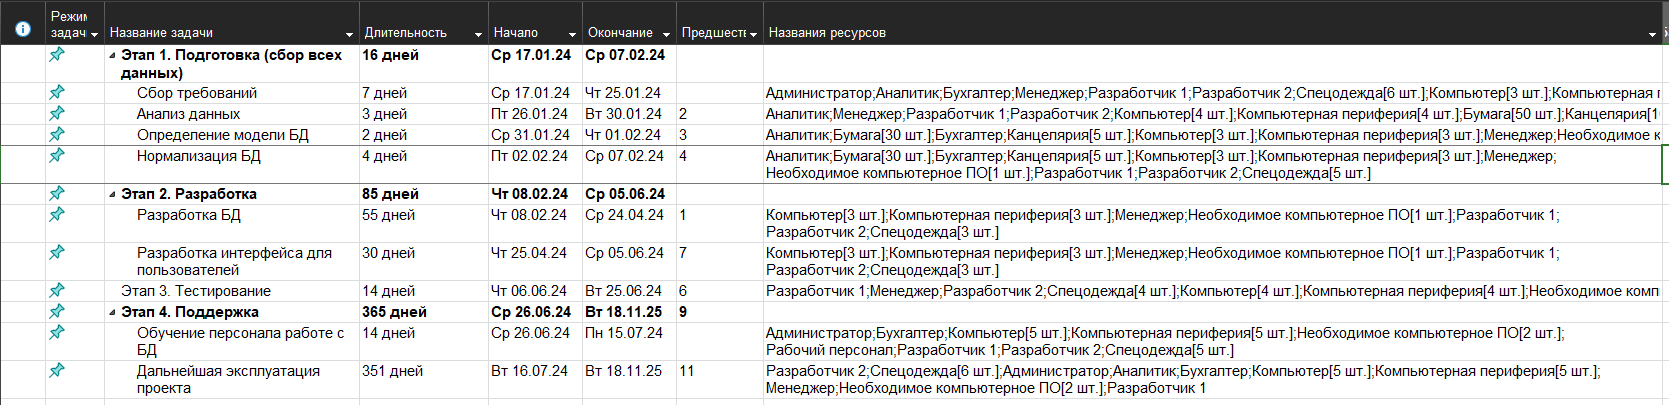 Режим задачи Название задачи Длительность Начало Окончание Предшеств Названия ресурсов
Этап 1. Подготовка (сбор всех данных) 16 дней Ср 17.01.24 Ср 07.02.24
Сбор требований 7 дней Ср 17.01.24 Чт 25.01.24 Администратор;Аналитик;Бухгалтер;Менеджер;Разработчик 1;Разработчик 2;Спецодежда[6 шт.];Компьютер[3 шт.];Компьютерная
Анализ данных 3 дней Пт 26.01.24 Вт 30.01.24 2 Аналитик;Менеджер;Разработчик 1;Разработчик 2;Компьютер[4 шт.];Компьютерная периферия[4 шт.];Бумага[50 шт.];Канцелярия[1
Определение модели БД 2 дней Ср 31.01.24 Чт 01.02.24 3 Аналитик;Бумага[30 шт.];Бухгалтер;Канцелярия[5 шт.];Компьютер[3 шт.];Компьютерная периферия[3 шт.];Менеджер;Необходимое к
Нормализация БД 4 дней Пт 02.02.24 Ср 07.02.24 4 Аналитик;Бумага[30 шт.];Бухгалтер;Канцелярия[5 шт.];Компьютер[3 шт.];Компьютерная периферия[3 шт.];Менеджер;
Необходимое компьютерное ПО[1 шт.];Разработчик 1;Разработчик 2;Спецодежда[5 шт.]
Этап 2. Разработка 85 дней Чт 08.02.24 Ср 05.06.24
Разработка БД 55 дней Чт 08.02.24 Ср 24.04.24 1 Компьютер[3 шт.];Компьютерная периферия[3 шт.];Менеджер;Необходимое компьютерное ПО[1 шт.];Разработчик 1;
Разработчик 2;Спецодежда[3 шт.]
Разработка интерфейса для пользователей 30 дней Чт 25.04.24 Ср 05.06.24 7 Компьютер[3 шт.];Компьютерная периферия[3 шт.];Менеджер;Необходимое компьютерное ПО[1 шт.];Разработчик 1;
Разработчик 2;Спецодежда[3 шт.]
Этап 3. Тестирование 14 дней Чт 06.06.24 Вт 25.06.24 6 Разработчик 1;Менеджер;Разработчик 2;Спецодежда[4 шт.];Компьютер[4 шт.];Компьютерная периферия[4 шт.];Необходимое комп
Этап 4. Поддержка 365 дней Ср 26.06.24 Вт 18.11.25 9
Обучение персонала работе с БД 14 дней Ср 26.06.24 Пн 15.07.24 Администратор;Бухгалтер;Компьютер[5 шт.];Компьютерная периферия[5 шт.];Необходимое компьютерное ПО[2 шт.];
Рабочий персонал;Разработчик 1;Разработчик 2;Спецодежда[5 шт.]
Дальнейшая эксплуатация проекта 351 дней Вт 16.07.24 Вт 18.11.25 11 Разработчик 2;Спецодежда[6 шт.];Администратор;Аналитик;Бухгалтер;Компьютер[5 шт.];Компьютерная периферия[5 шт.];
Менеджер;Необходимое компьютерное ПО[2 шт.];Разработчик 1